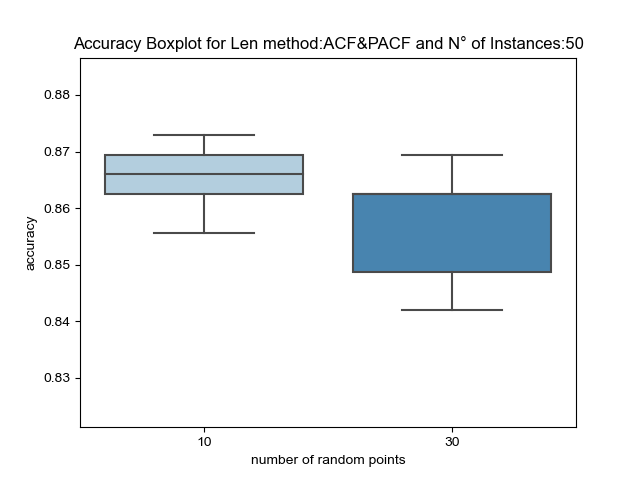 Accuracy Boxplot for Len method:ACF&PACF and N° of Instances:50
0.88
0.87
0.86
0.85
0.84
0.83
accuracy
10
30
number of random points